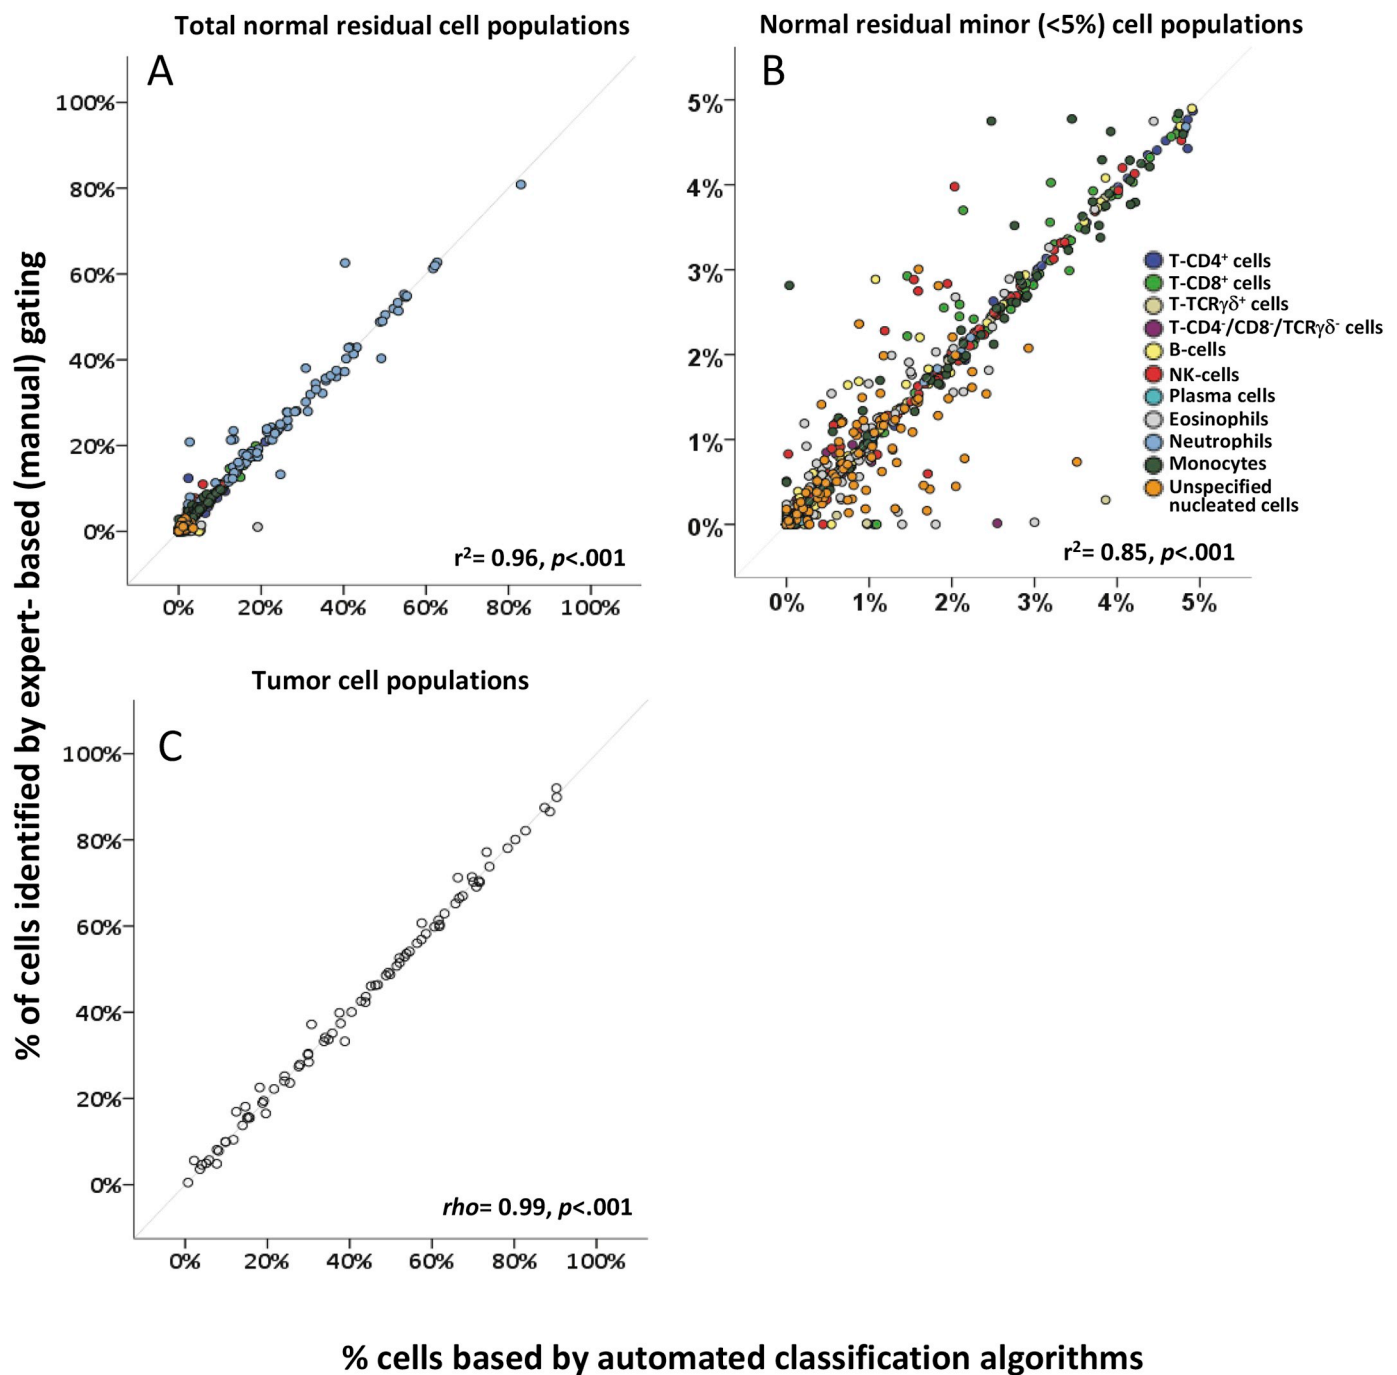 Total normal residual cell populations
A
100%
80%
60%
40%
20%
0%
r²= 0.96, p<.001
0% 20% 40% 60% 80% 100%
Normal residual minor (<5%) cell populations
B
5%
4%
3%
2%
1%
0%
T-CD4⁺ cells
T-CD8⁺ cells
T-TCRγδ⁺ cells
T-CD4⁻/CD8⁻/TCRγδ⁻ cells
B-cells
NK-cells
Plasma cells
Eosinophils
Neutrophils
Monocytes
Unspecified
nucleated cells
r²= 0.85, p<.001
0% 1% 2% 3% 4% 5%
% of cells identified by expert- based (manual) gating
Tumor cell populations
C
100%
80%
60%
40%
20%
0%
rho= 0.99, p<.001
0% 20% 40% 60% 80% 100%
% cells based by automated classification algorithms